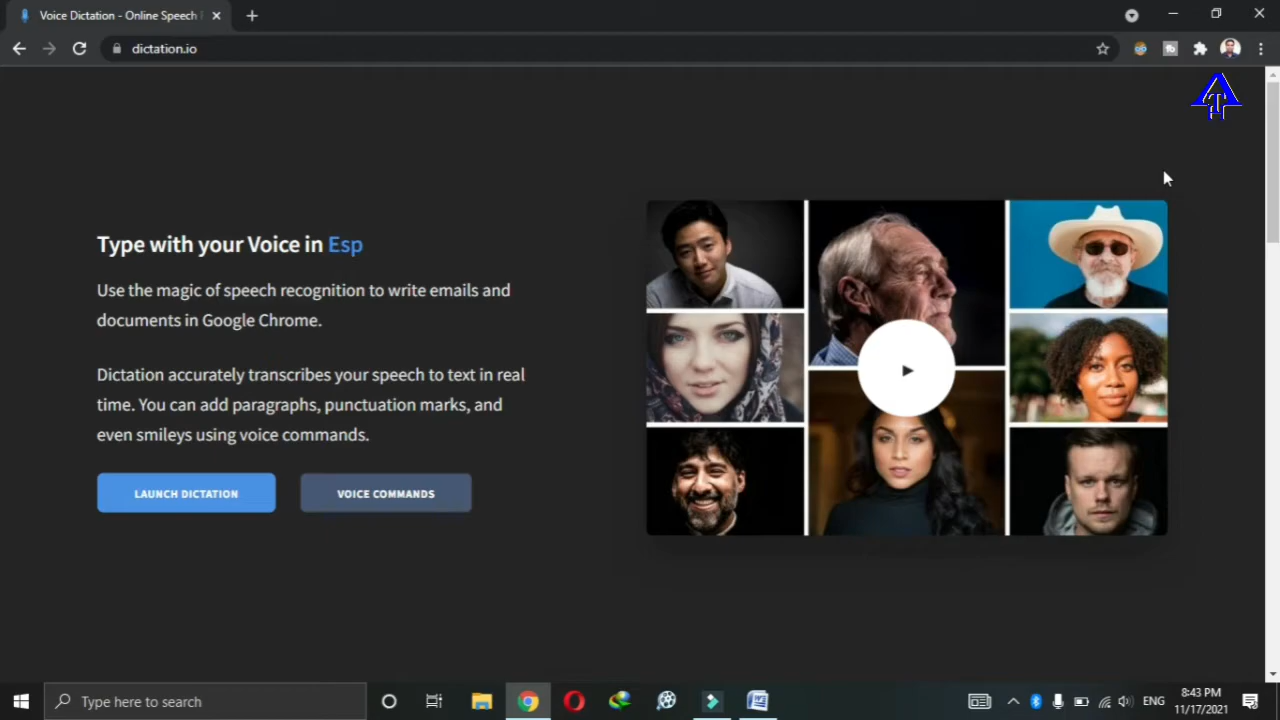 Voice Dictation - Online Speech
dictation.io
Type with your Voice in Esp
Use the magic of speech recognition to write emails and
documents in Google Chrome.
Dictation accurately transcribes your speech to text in real
time. You can add paragraphs, punctuation marks, and
even smileys using voice commands.
LAUNCH DICTATION
VOICE COMMANDS
Type here to search
ENG
8:43 PM
11/17/2021